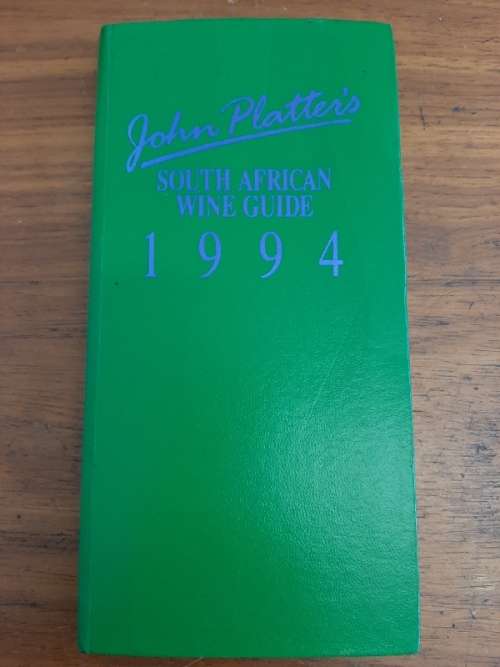 John Platter's
SOUTH AFRICAN
WINE GUIDE
1994